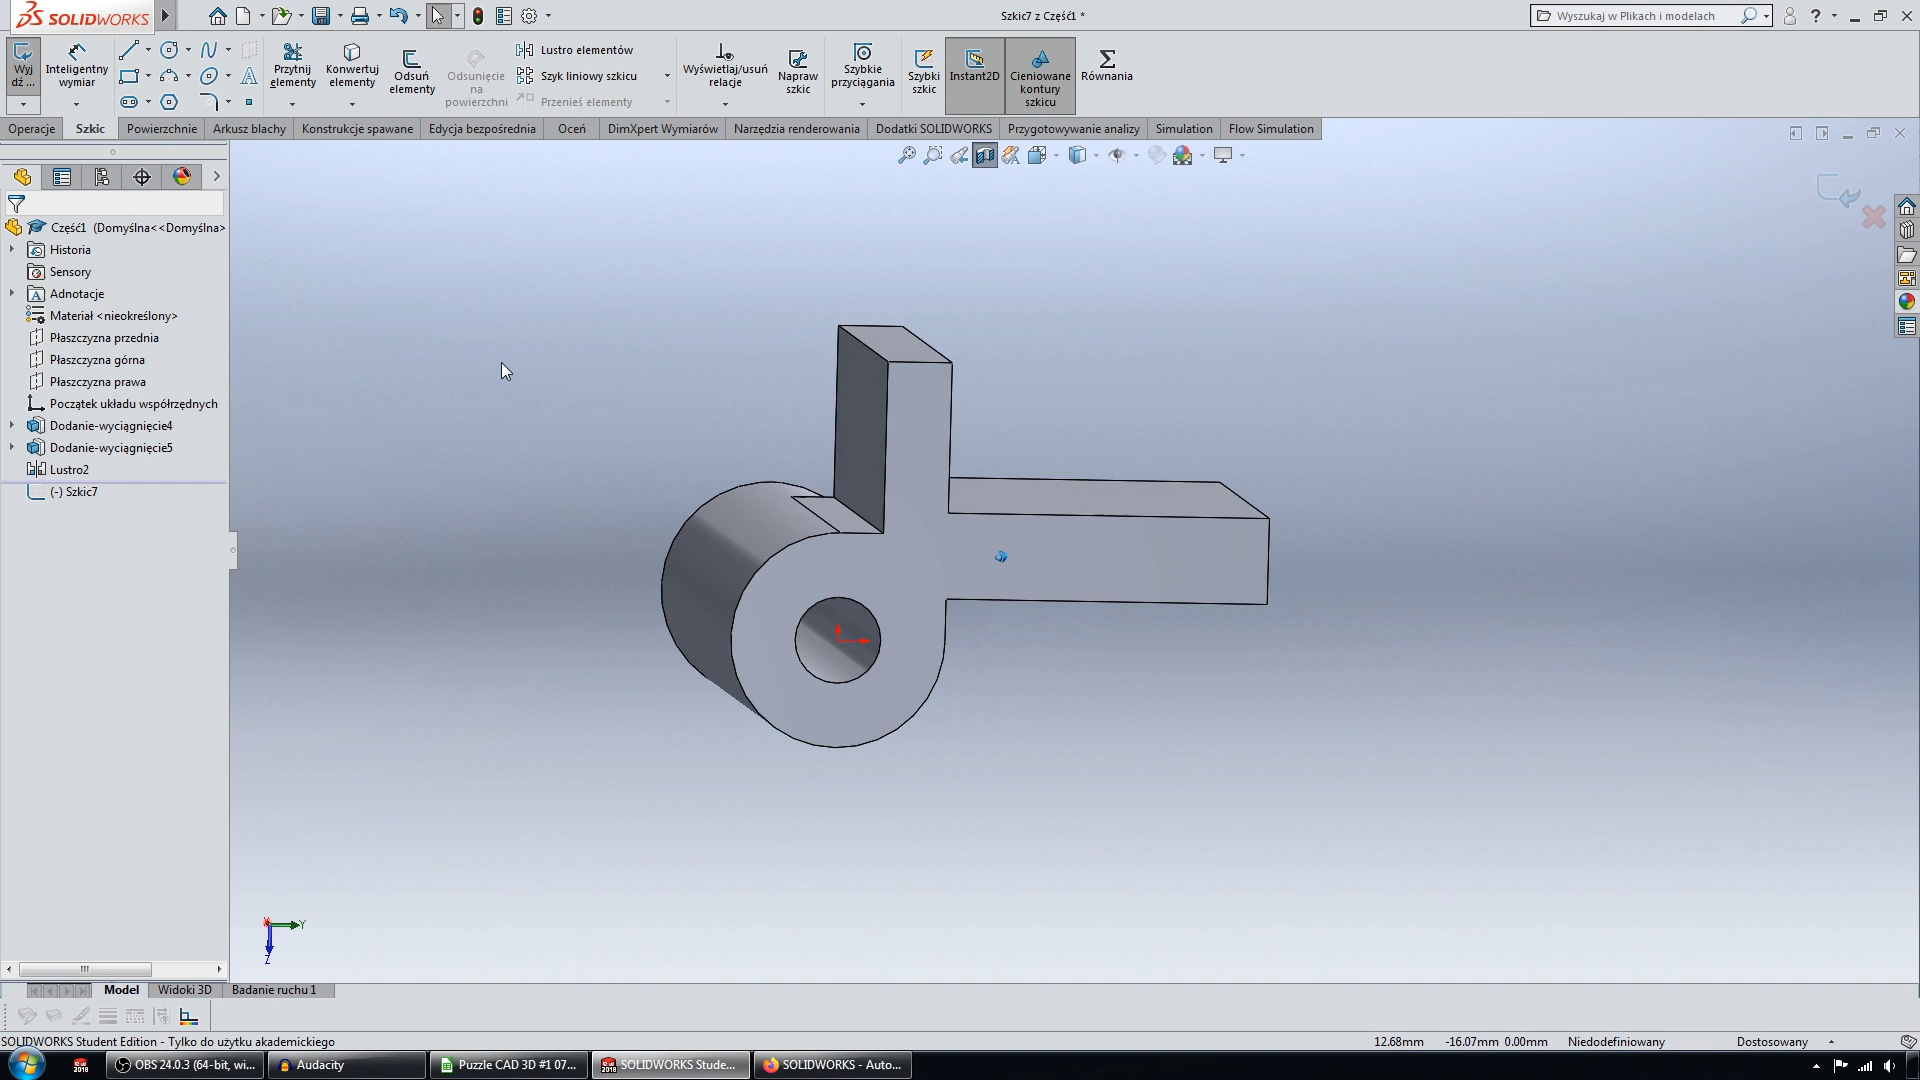 SOLIDWORKS
Szkic7 z Część1 *
Wyszukaj w Plikach i modelach
?
Wyj
dź ...
Inteligentny
wymiar
Przytnij
elementy
Konwertuj
elementy
Odsuń
elementy
Odsunięcie
na
powierzchni
Lustro elementów
Szyk liniowy szkicu
Przenieś elementy
Wyświetlaj/usuń
relacje
Napraw
szkic
Szybkie
przyciągania
Szybki
szkic
Instant2D
Cieniowane
kontury
szkicu
Równania
Operacje
Szkic
Powierzchnie
Arkusz blachy
Konstrukcje spawane
Edycja bezpośrednia
Oceń
DimXpert Wymiarów
Narzędzia renderowania
Dodatki SOLIDWORKS
Przygotowywanie analizy
Simulation
Flow Simulation
Część1 (Domyślna<<Domyślna>
Historia
Sensory
Adnotacje
Materiał <nieokreślony>
Płaszczyzna przednia
Płaszczyzna górna
Płaszczyzna prawa
Początek układu współrzędnych
Dodanie-wyciągnięcie4
Dodanie-wyciągnięcie5
Lustro2
(-) Szkic7
Y
Z
Model
Widoki 3D
Badanie ruchu 1
SOLIDWORKS Student Edition - Tylko do użytku akademickiego
12.68mm
-16.07mm
0.00mm
Niedodefiniowany
Dostosowany
OBS 24.0.3 (64-bit, wi...
Audacity
Puzzle CAD 3D #1 07...
SOLIDWORKS Stude...
SOLIDWORKS - Auto...